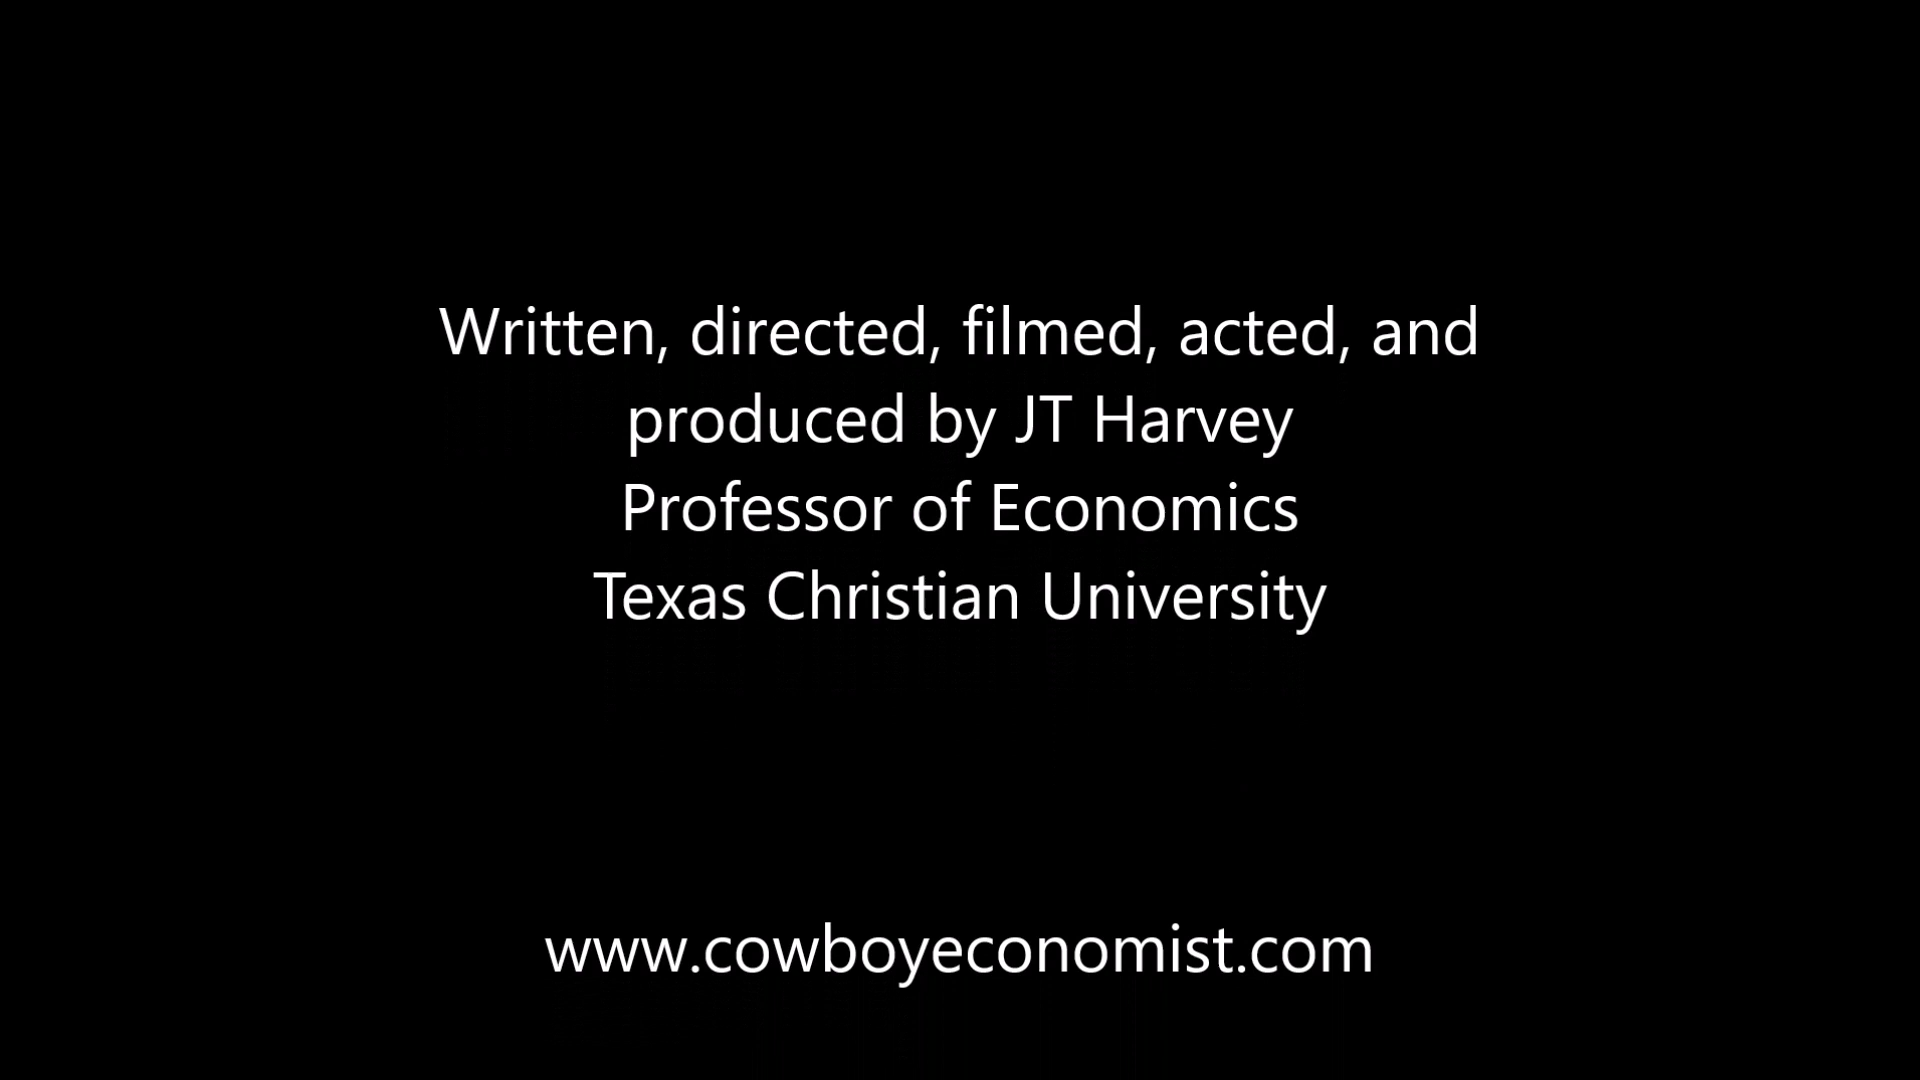 Written, directed, filmed, acted, and
produced by JT Harvey
Professor of Economics
Texas Christian University
www.cowboyeconomist.com